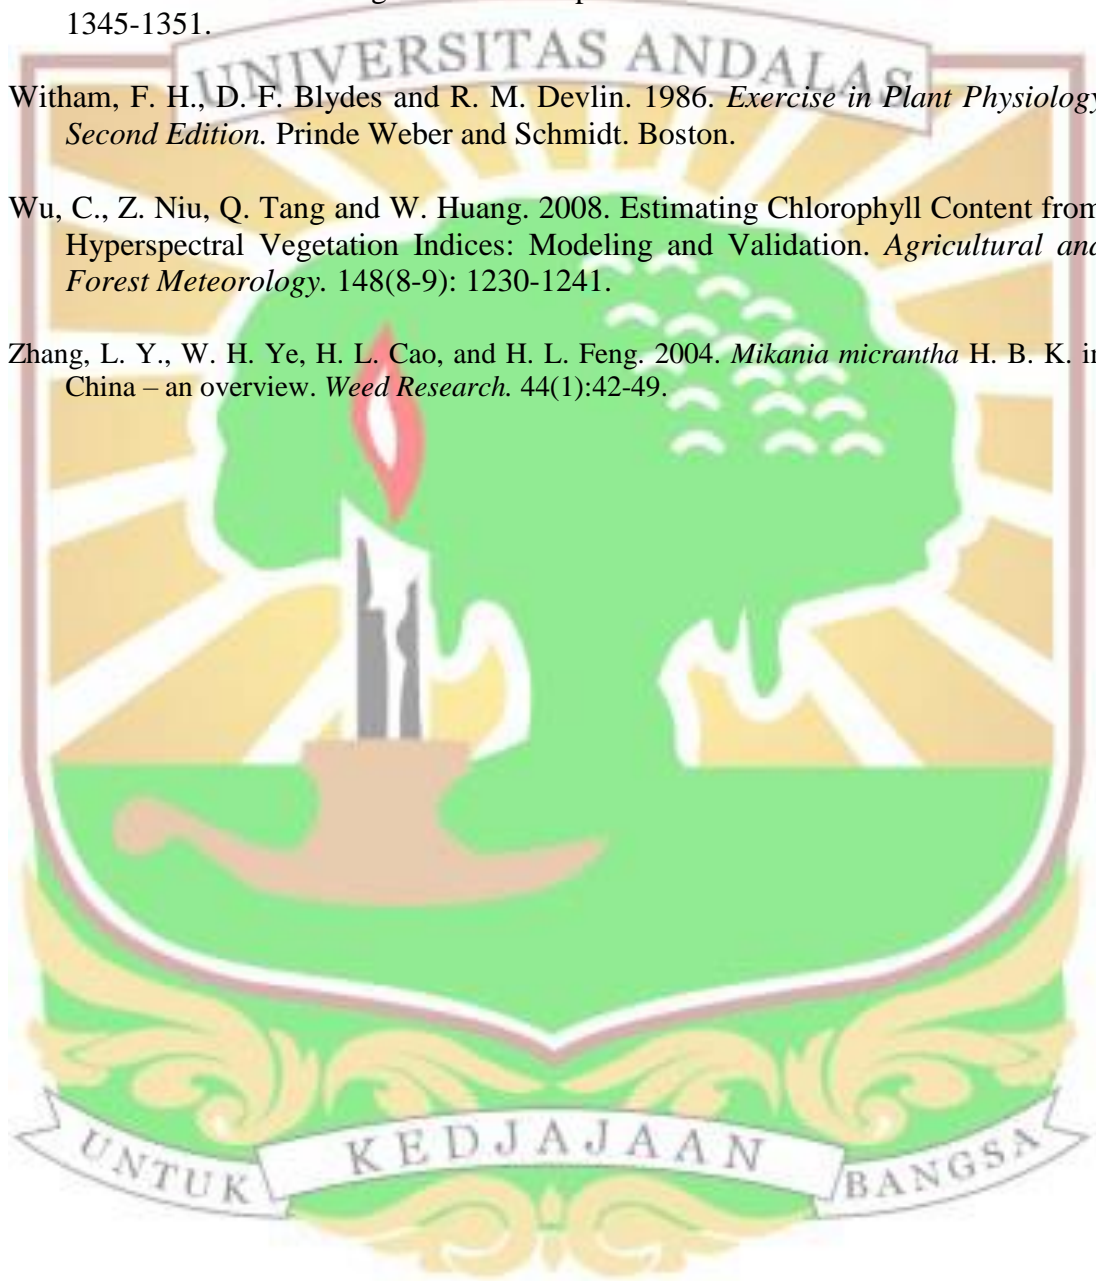 1345-1351.
UNIVERSITAS ANDALAS
Witham, F. H., D. F. Blydes and R. M. Devlin. 1986. Exercise in Plant Physiology
Second Edition. Prinde Weber and Schmidt. Boston.
Wu, C., Z. Niu, Q. Tang and W. Huang. 2008. Estimating Chlorophyll Content from
Hyperspectral Vegetation Indices: Modeling and Validation. Agricultural and
Forest Meteorology. 148(8-9): 1230-1241.
Zhang, L. Y., W. H. Ye, H. L. Cao, and H. L. Feng. 2004. Mikania micrantha H. B. K. in
China – an overview. Weed Research. 44(1):42-49.
UNTUK KEDJAJAAN BANGSA